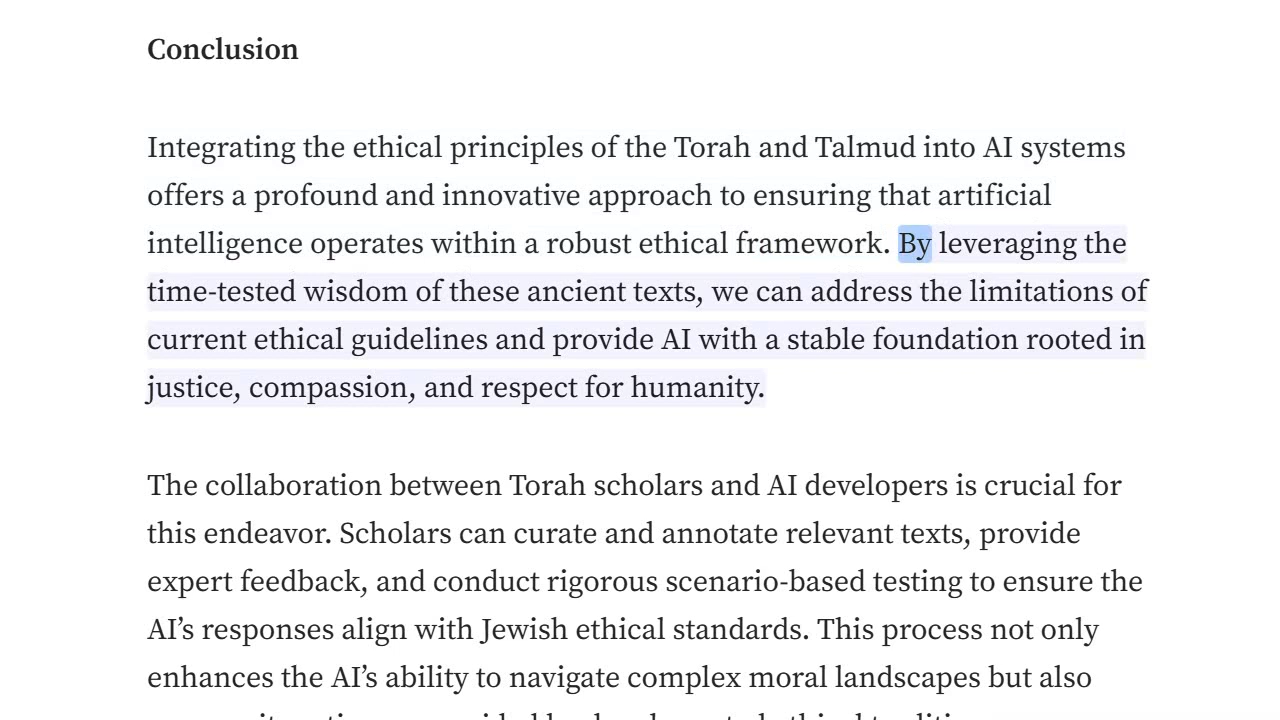 Conclusion
Integrating the ethical principles of the Torah and Talmud into AI systems
offers a profound and innovative approach to ensuring that artificial
intelligence operates within a robust ethical framework. By leveraging the
time-tested wisdom of these ancient texts, we can address the limitations of
current ethical guidelines and provide AI with a stable foundation rooted in
justice, compassion, and respect for humanity.
The collaboration between Torah scholars and AI developers is crucial for
this endeavor. Scholars can curate and annotate relevant texts, provide
expert feedback, and conduct rigorous scenario-based testing to ensure the
AI’s responses align with Jewish ethical standards. This process not only
enhances the AI’s ability to navigate complex moral landscapes but also